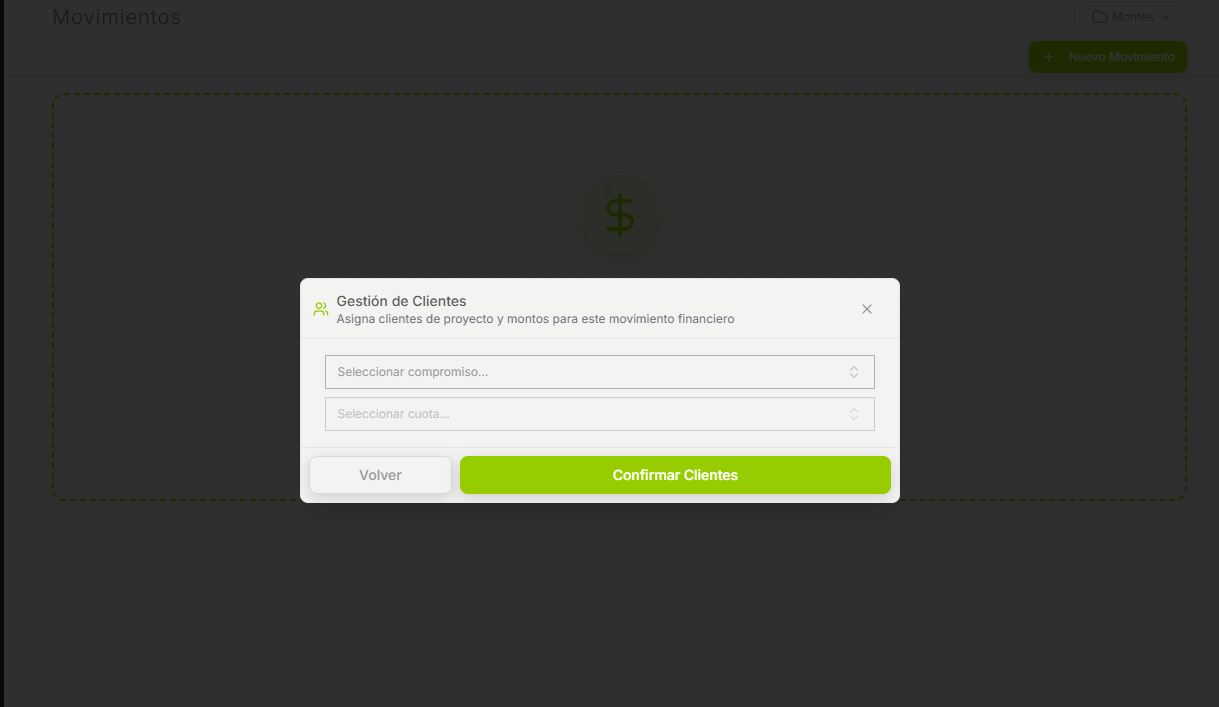 Movimientos
Montes
Nuevo Movimiento
$
Gestión de Clientes
Asigna clientes de proyecto y montos para este movimiento financiero
Seleccionar compromiso...
Seleccionar cuota...
Volver
Confirmar Clientes